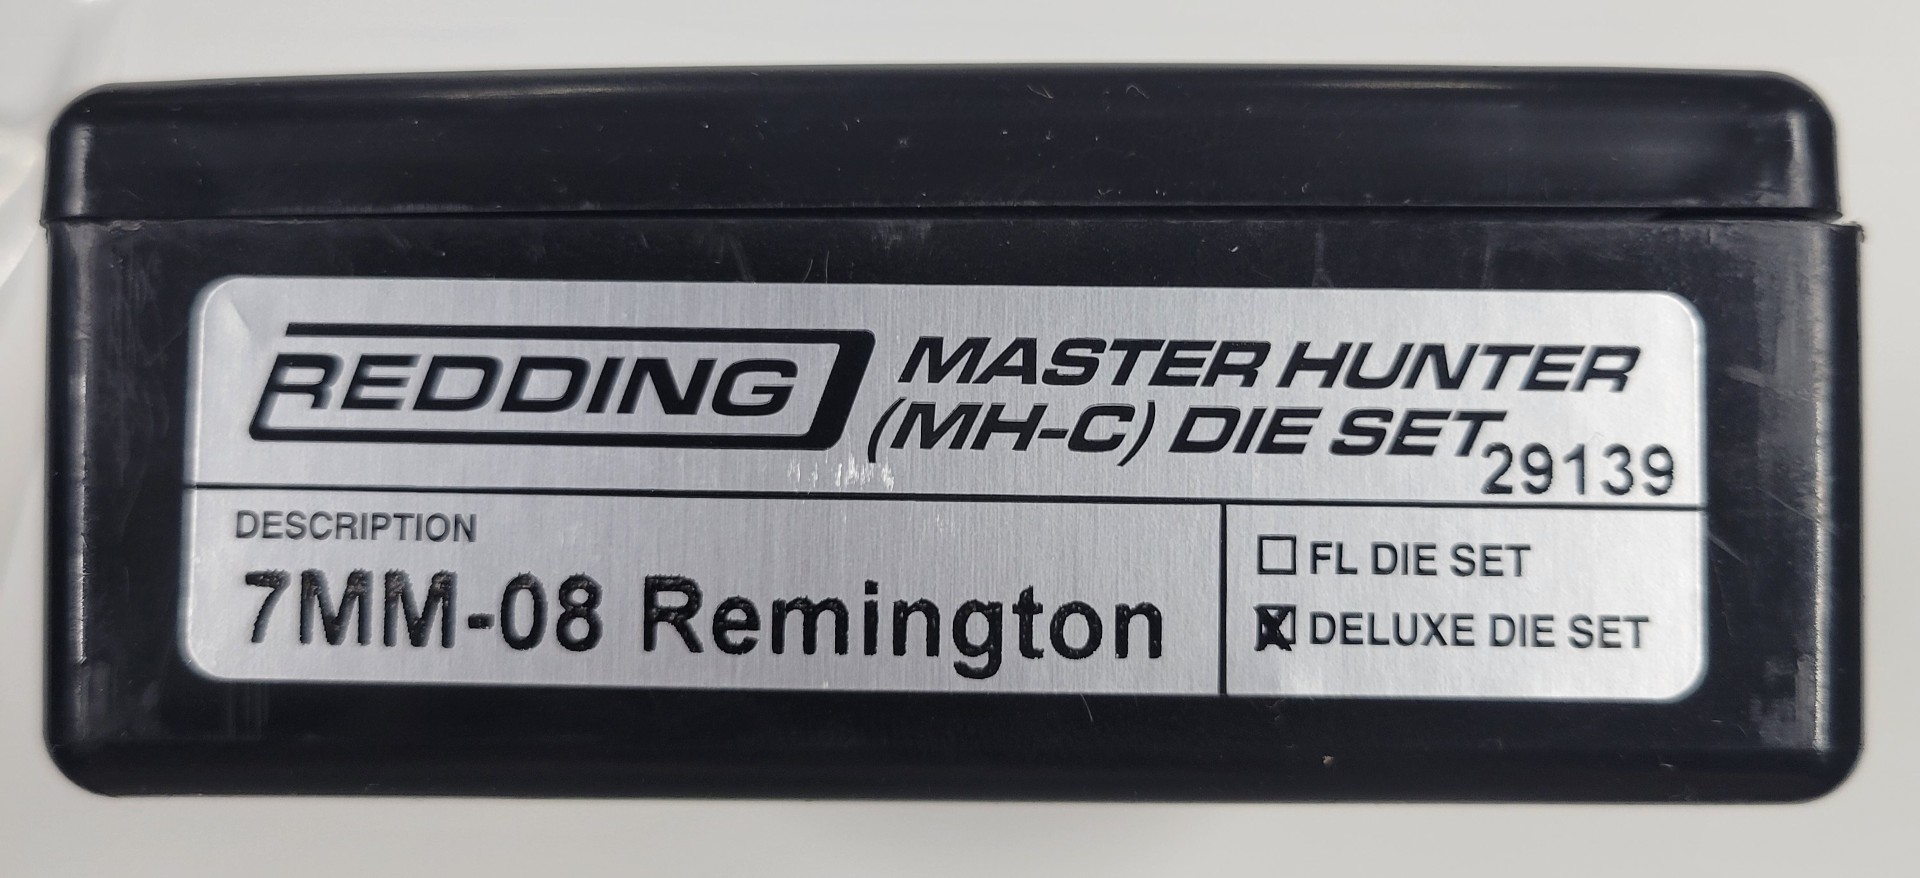 REDDING
MASTER HUNTER
(MH-C) DIE SET
29139
DESCRIPTION
7MM-08 Remington
FL DIE SET
DELUXE DIE SET